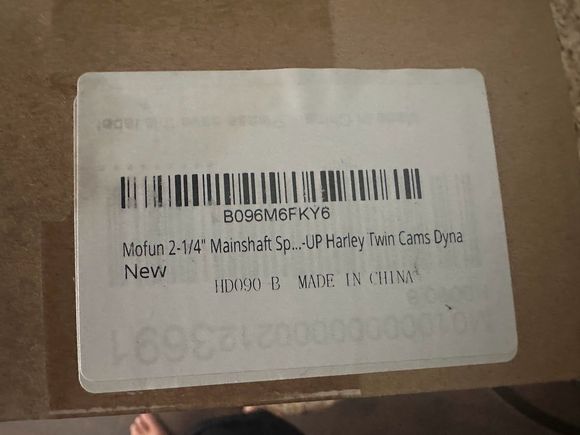 B096M6FKY6
Mofun 2-1/4" Mainshaft Sp...-UP Harley Twin Cams Dyna
New
HD090-B MADE IN CHINA